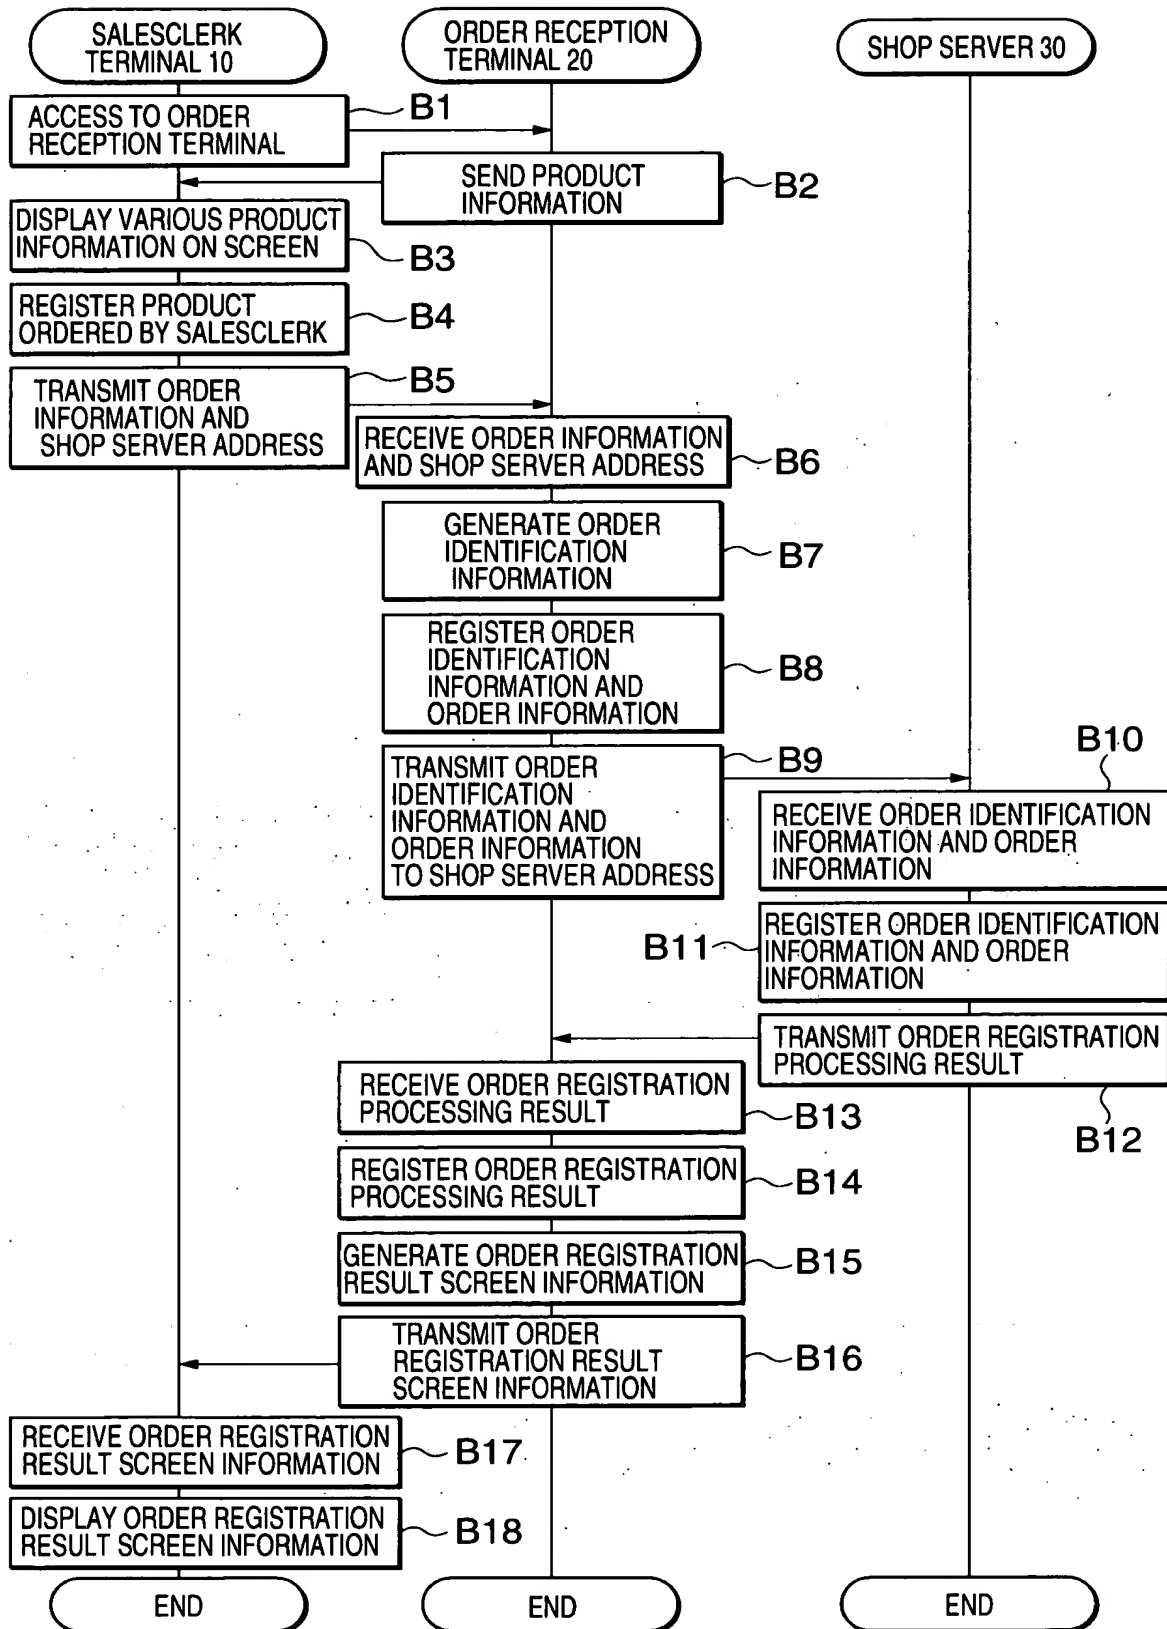 SALESCLERK
TERMINAL 10
ORDER RECEPTION
TERMINAL 20
SHOP SERVER 30
ACCESS TO ORDER
RECEPTION TERMINAL
B1
SEND PRODUCT
INFORMATION
B2
DISPLAY VARIOUS PRODUCT
INFORMATION ON SCREEN
B3
REGISTER PRODUCT
ORDERED BY SALESCLERK
B4
TRANSMIT ORDER
INFORMATION AND
SHOP SERVER ADDRESS
B5
RECEIVE ORDER INFORMATION
AND SHOP SERVER ADDRESS
B6
GENERATE ORDER
IDENTIFICATION
INFORMATION
B7
REGISTER ORDER
IDENTIFICATION
INFORMATION AND
ORDER INFORMATION
B8
TRANSMIT ORDER
IDENTIFICATION
INFORMATION AND
ORDER INFORMATION
TO SHOP SERVER ADDRESS
B9
B10
RECEIVE ORDER IDENTIFICATION
INFORMATION AND ORDER
INFORMATION
B11
REGISTER ORDER IDENTIFICATION
INFORMATION AND ORDER
INFORMATION
TRANSMIT ORDER REGISTRATION
PROCESSING RESULT
B12
RECEIVE ORDER REGISTRATION
PROCESSING RESULT
B13
REGISTER ORDER REGISTRATION
PROCESSING RESULT
B14
GENERATE ORDER REGISTRATION
RESULT SCREEN INFORMATION
B15
TRANSMIT ORDER
REGISTRATION RESULT
SCREEN INFORMATION
B16
RECEIVE ORDER REGISTRATION
RESULT SCREEN INFORMATION
B17
DISPLAY ORDER REGISTRATION
RESULT SCREEN INFORMATION
B18
END
END
END